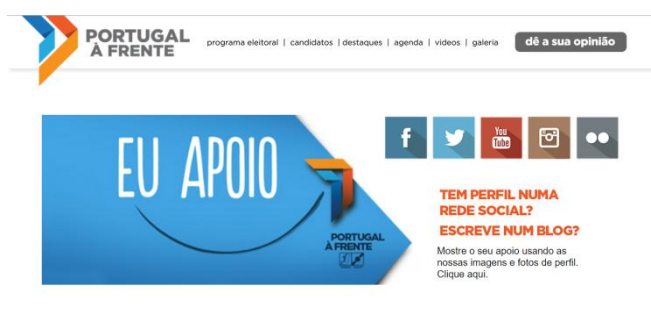 PORTUGAL
À FRENTE
programa eleitoral | candidatos | destaques | agenda | videos | galeria
dê a sua opinião
EU APOIO
PORTUGAL
À FRENTE
f
You
Tube
TEM PERFIL NUMA
REDE SOCIAL?
ESCREVE NUM BLOG?
Mostre o seu apoio usando as
nossas imagens e fotos de perfil.
Clique aqui.